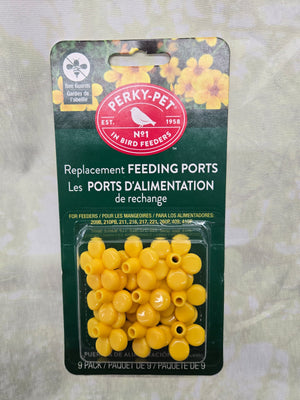 Bee Guards
Gardes de
l'abeille
PERKY-PET
EST. 1958
Nº1
IN BIRD FEEDERS
Replacement FEEDING PORTS
Les PORTS D'ALIMENTATION
de rechange
FOR FEEDERS / POUR LES MANGEOIRES / PARA LOS ALIMENTADORES:
9 PACK / PAQUET DE 9 / PAQUETE DE 9